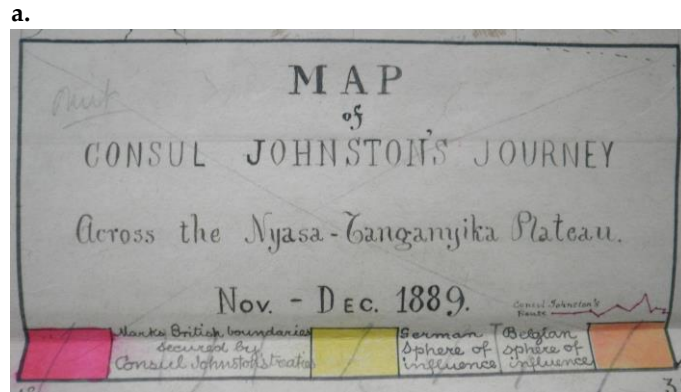 a.
MAP
of
CONSUL JOHNSTON'S JOURNEY
Across the Nyasa-Tanganyika Plateau.
Nov. - Dec. 1889.
Consul Johnston's
Route
Marks British boundaries
secured by
Consul Johnston's treaties
German
sphere of
influence
Belgian
sphere of
influence